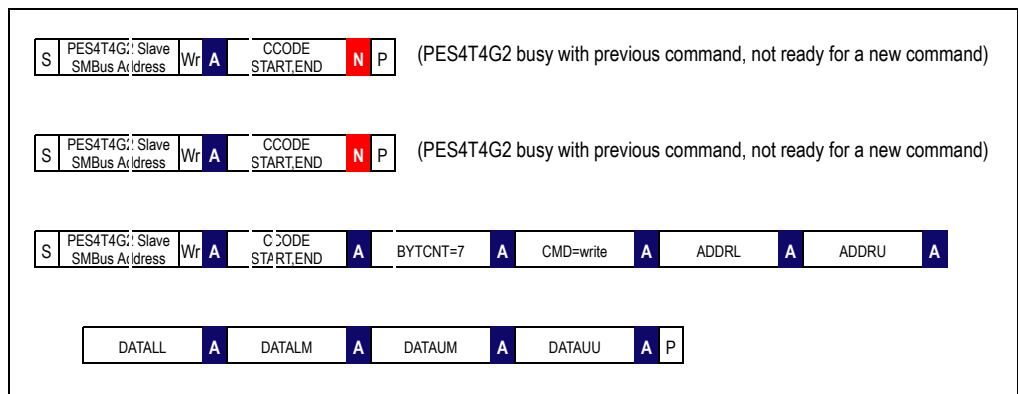 S PES4T4G2 Slave SMBus Address Wr A CCODE START,END N P (PES4T4G2 busy with previous command, not ready for a new command)
S PES4T4G2 Slave SMBus Address Wr A CCODE START,END N P (PES4T4G2 busy with previous command, not ready for a new command)
S PES4T4G2 Slave SMBus Address Wr A CCODE START,END A BYTCNT=7 A CMD=write A ADDRL A ADDRU A
DATALL A DATALM A DATAUM A DATAUU A P